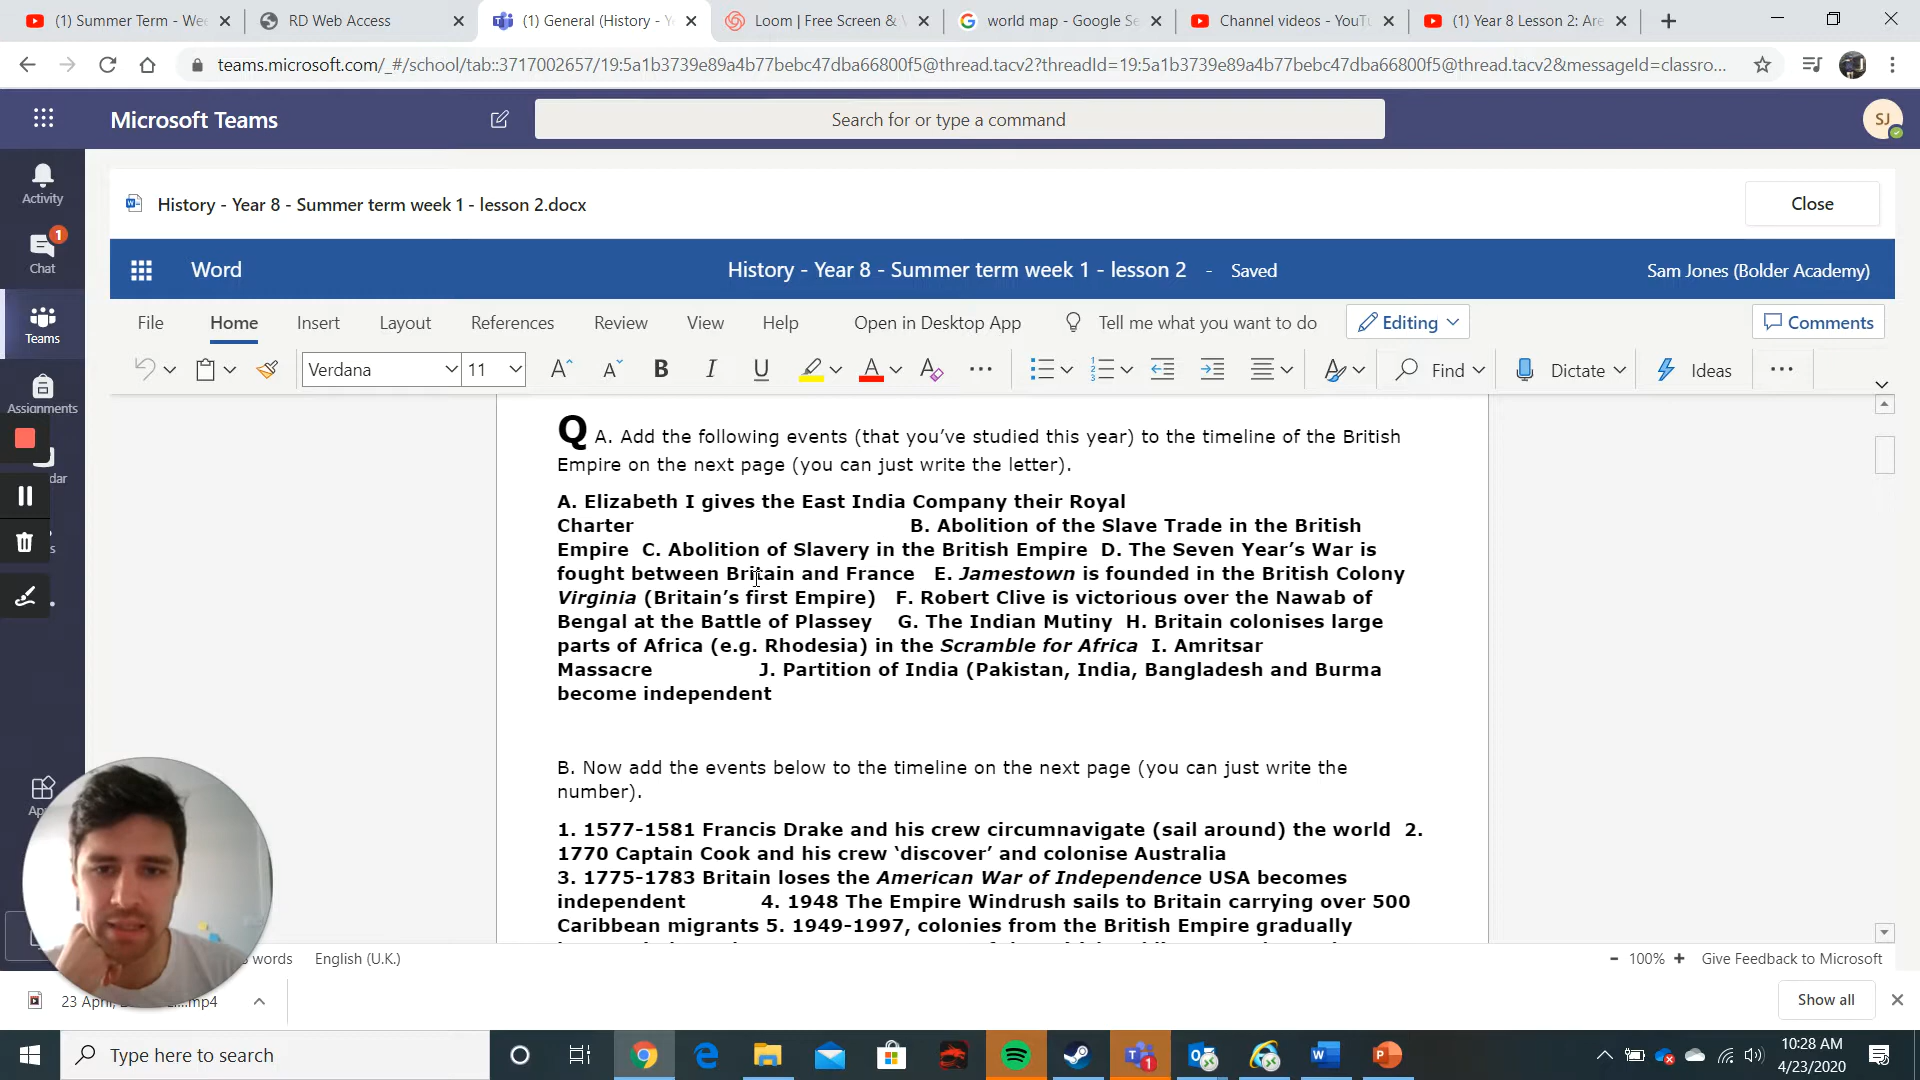 (1) Summer Term - We
RD Web Access
(1) General (History - Y
Loom | Free Screen &
world map - Google Se
Channel videos - YouTu
(1) Year 8 Lesson 2: Are
teams.microsoft.com/_#/school/tab::3717002657/19:5a1b3739e89a4b77bebc47dba66800f5@thread.tacv2?threadId=19:5a1b3739e89a4b77bebc47dba66800f5@thread.tacv2&messageId=classro...
Microsoft Teams
Search for or type a command
SJ
Activity
Chat
1
Teams
Assignments
dar
History - Year 8 - Summer term week 1 - lesson 2.docx
Close
Word
History - Year 8 - Summer term week 1 - lesson 2 - Saved
Sam Jones (Bolder Academy)
File Home Insert Layout References Review View Help Open in Desktop App Tell me what you want to do Editing Comments
Verdana 11 B I U A Find Dictate Ideas
Q A. Add the following events (that you've studied this year) to the timeline of the British
Empire on the next page (you can just write the letter).
A. Elizabeth I gives the East India Company their Royal
Charter B. Abolition of the Slave Trade in the British
Empire C. Abolition of Slavery in the British Empire D. The Seven Year's War is
fought between Britain and France E. Jamestown is founded in the British Colony
Virginia (Britain's first Empire) F. Robert Clive is victorious over the Nawab of
Bengal at the Battle of Plassey G. The Indian Mutiny H. Britain colonises large
parts of Africa (e.g. Rhodesia) in the Scramble for Africa I. Amritsar
Massacre J. Partition of India (Pakistan, India, Bangladesh and Burma
become independent
B. Now add the events below to the timeline on the next page (you can just write the
number).
1. 1577-1581 Francis Drake and his crew circumnavigate (sail around) the world 2.
1770 Captain Cook and his crew ‘discover’ and colonise Australia
3. 1775-1783 Britain loses the American War of Independence USA becomes
independent 4. 1948 The Empire Windrush sails to Britain carrying over 500
Caribbean migrants 5. 1949-1997, colonies from the British Empire gradually
words English (U.K.)
100% Give Feedback to Microsoft
23 April, .mp4
Show all
Type here to search
10:28 AM
4/23/2020